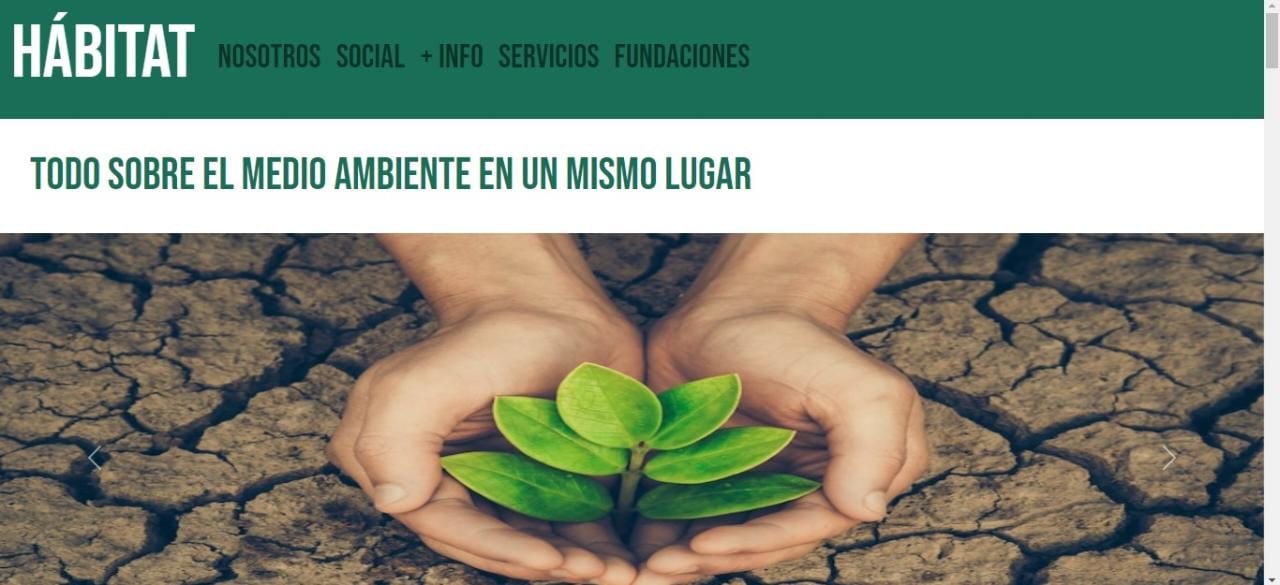 HÁBITAT NOSOTROS SOCIAL + INFO SERVICIOS FUNDACIONES
TODO SOBRE EL MEDIO AMBIENTE EN UN MISMO LUGAR